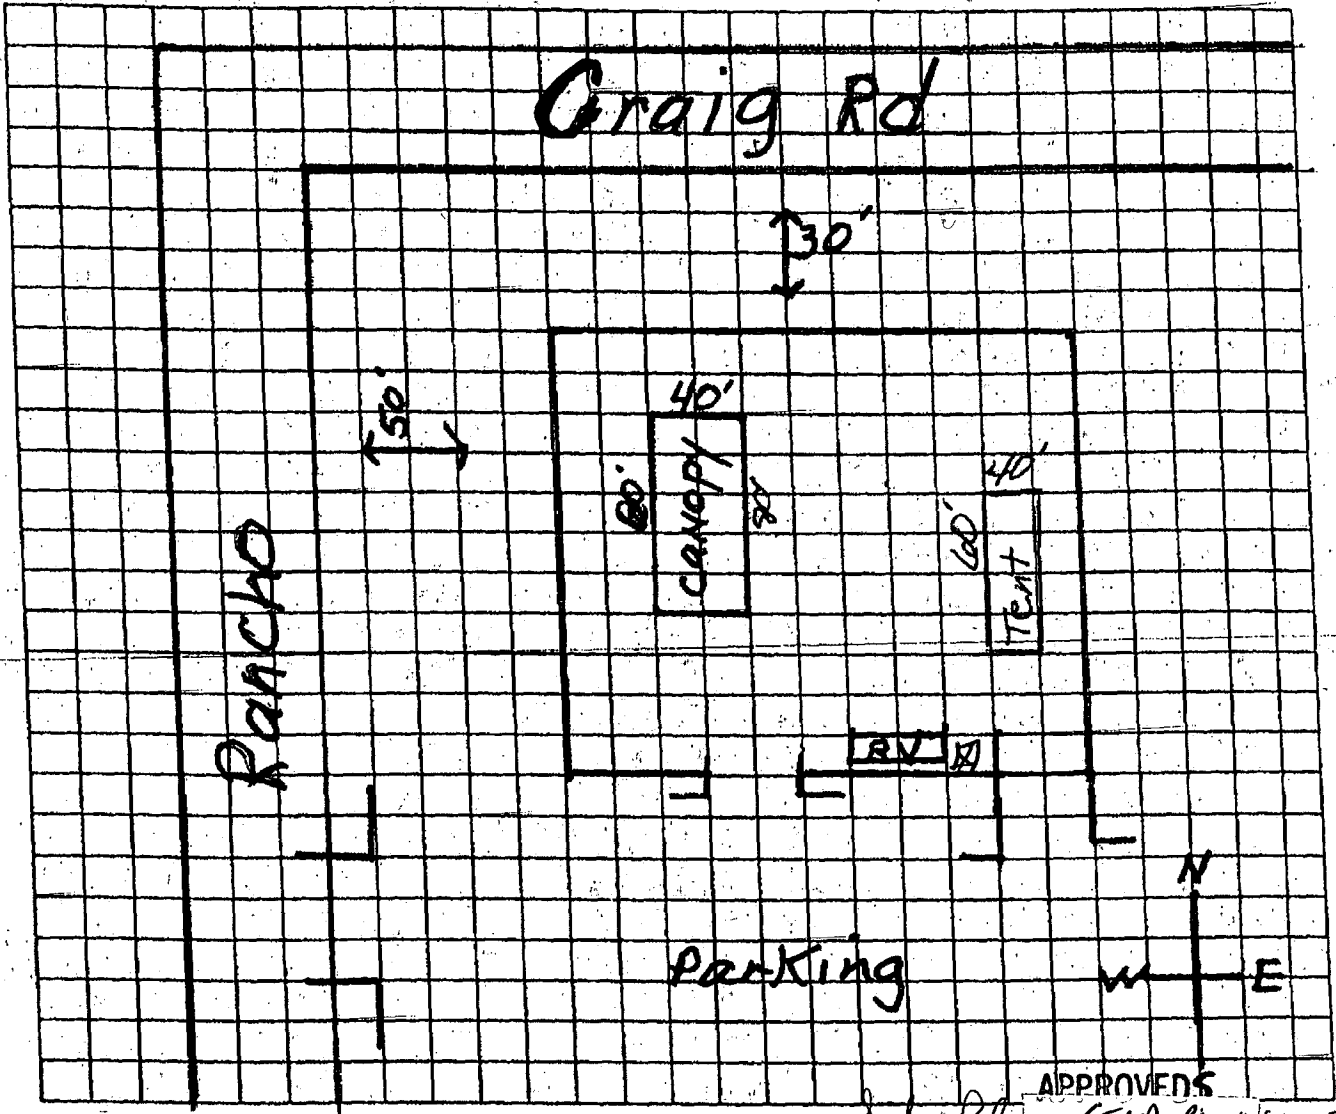 Craig Rd
30'
50'
40'
CANOPY
80'
40'
60'
Tent
Rancho
RV
N
Parking
W E
S
APPROVED